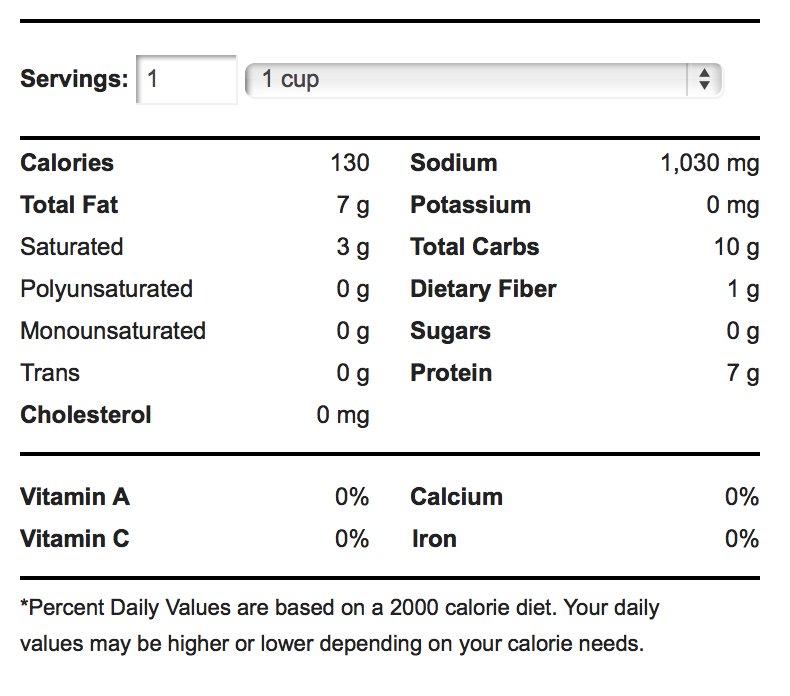 Servings: 1 1 cup
Calories 130 Sodium 1,030 mg
Total Fat 7 g Potassium 0 mg
Saturated 3 g Total Carbs 10 g
Polyunsaturated 0 g Dietary Fiber 1 g
Monounsaturated 0 g Sugars 0 g
Trans 0 g Protein 7 g
Cholesterol 0 mg
Vitamin A 0% Calcium 0%
Vitamin C 0% Iron 0%
*Percent Daily Values are based on a 2000 calorie diet. Your daily
values may be higher or lower depending on your calorie needs.